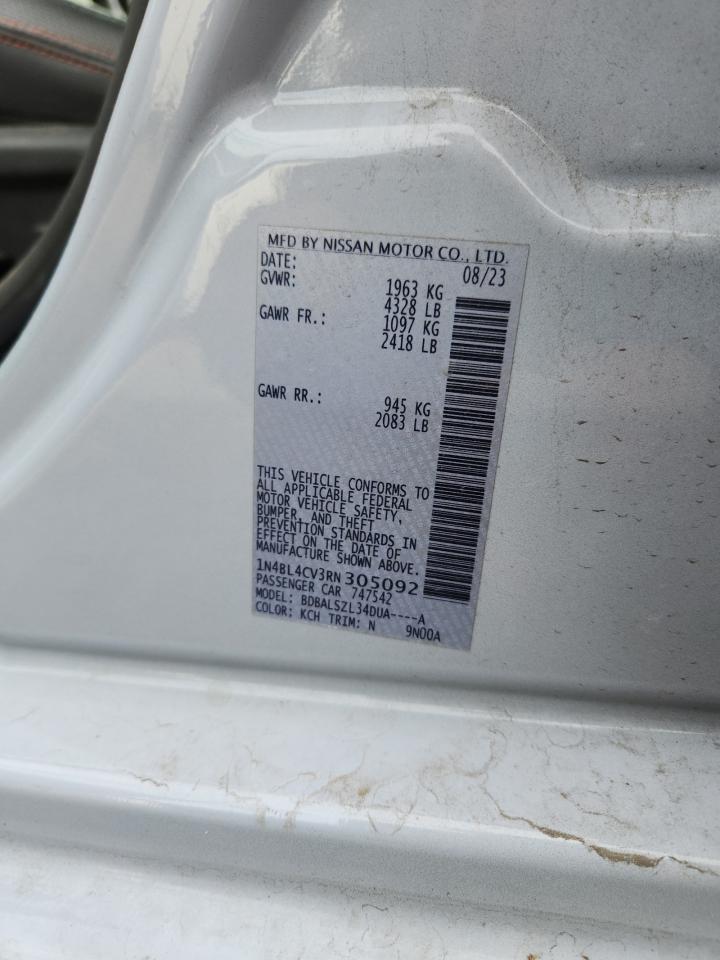 MFD BY NISSAN MOTOR CO., LTD.
DATE: 08/23
GVWR: 1963 KG
4328 LB
GAWR FR.: 1097 KG
2418 LB
GAWR RR.: 945 KG
2083 LB
THIS VEHICLE CONFORMS TO
ALL APPLICABLE FEDERAL
MOTOR VEHICLE SAFETY,
BUMPER, AND THEFT
PREVENTION STANDARDS IN
EFFECT ON THE DATE OF
MANUFACTURE SHOWN ABOVE.
1N4BL4CV3RN305092
PASSENGER CAR 747542
MODEL: BDBALSZL34DUA----A
COLOR: KCH TRIM: N 9N00A